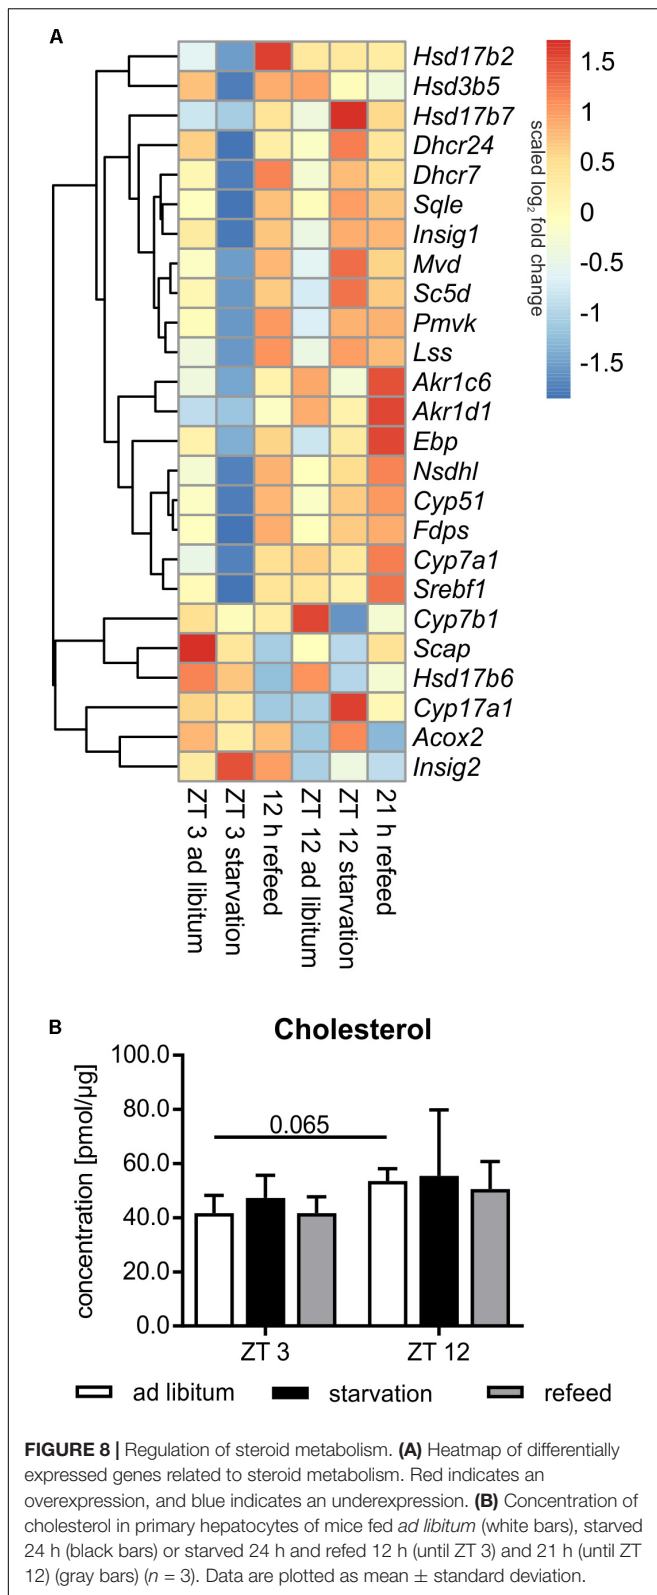 A
Hsd17b2
Hsd3b5
Hsd17b7
Dhcr24
Dhcr7
Sqle
Insig1
Mvd
Sc5d
Pmvk
Lss
Akr1c6
Akr1d1
Ebp
Nsdhl
Cyp51
Fdps
Cyp7a1
Srebf1
Cyp7b1
Scap
Hsd17b6
Cyp17a1
Acox2
Insig2
1.5
1
0.5
0
-0.5
-1
-1.5
scaled log₂ fold change
ZT 3 ad libitum
ZT 3 starvation
12 h refeed
ZT 12 ad libitum
ZT 12 starvation
21 h refeed
B
Cholesterol
concentration [pmol/µg]
100.0
80.0
60.0
40.0
20.0
0.0
0.065
ZT 3
ZT 12
ad libitum
starvation
refeed
FIGURE 8 | Regulation of steroid metabolism. (A) Heatmap of differentially
expressed genes related to steroid metabolism. Red indicates an
overexpression, and blue indicates an underexpression. (B) Concentration of
cholesterol in primary hepatocytes of mice fed ad libitum (white bars), starved
24 h (black bars) or starved 24 h and refed 12 h (until ZT 3) and 21 h (until ZT
12) (gray bars) (n = 3). Data are plotted as mean ± standard deviation.